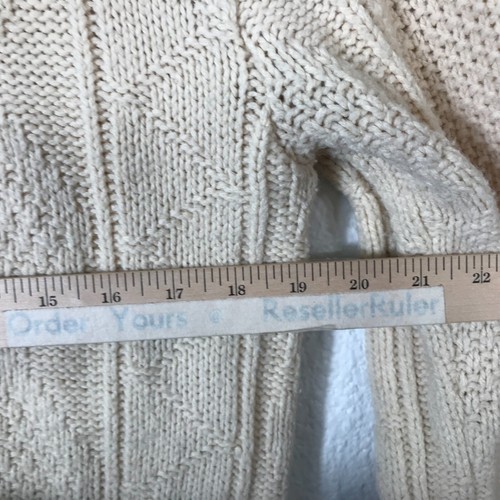 15 16 17 18 19 20 21 22
Order Yours @ ResellerRuler